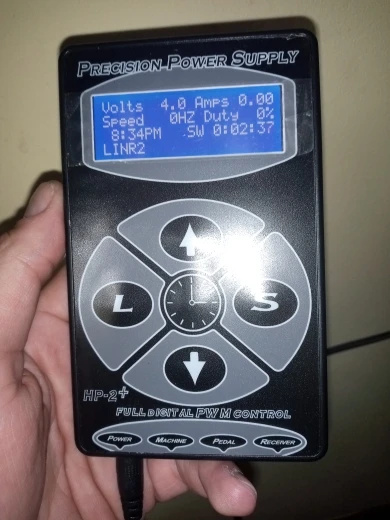 PRECISION POWER SUPPLY
Volts 4.0 Amps 0.00
Speed 0HZ Duty 0%
8:34PM SW 0:02:37
LINR2
L
S
HP-2+
FULL DIGITAL PWM CONTROL
POWER MACHINE PEDAL RECEIVER